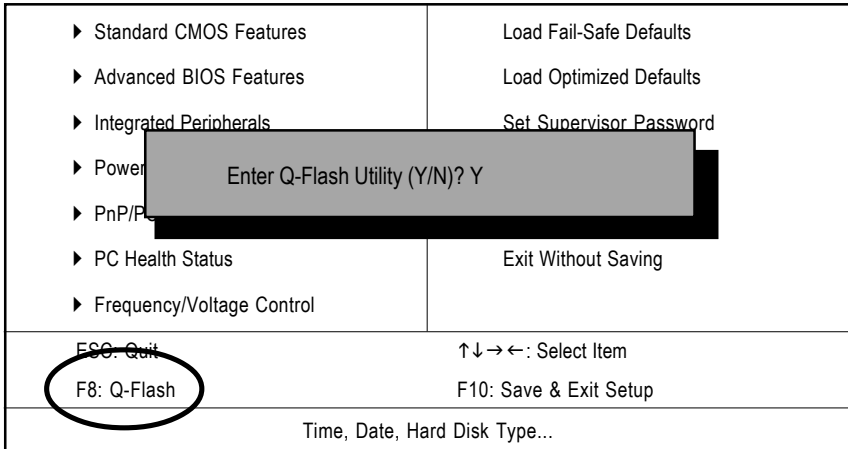 Standard CMOS Features
Advanced BIOS Features
Integrated Peripherals
Power
PnP/P
PC Health Status
Frequency/Voltage Control
Load Fail-Safe Defaults
Load Optimized Defaults
Set Supervisor Password
Exit Without Saving
Enter Q-Flash Utility (Y/N)? Y
ESC: Quit
↑↓→←: Select Item
F8: Q-Flash
F10: Save & Exit Setup
Time, Date, Hard Disk Type...